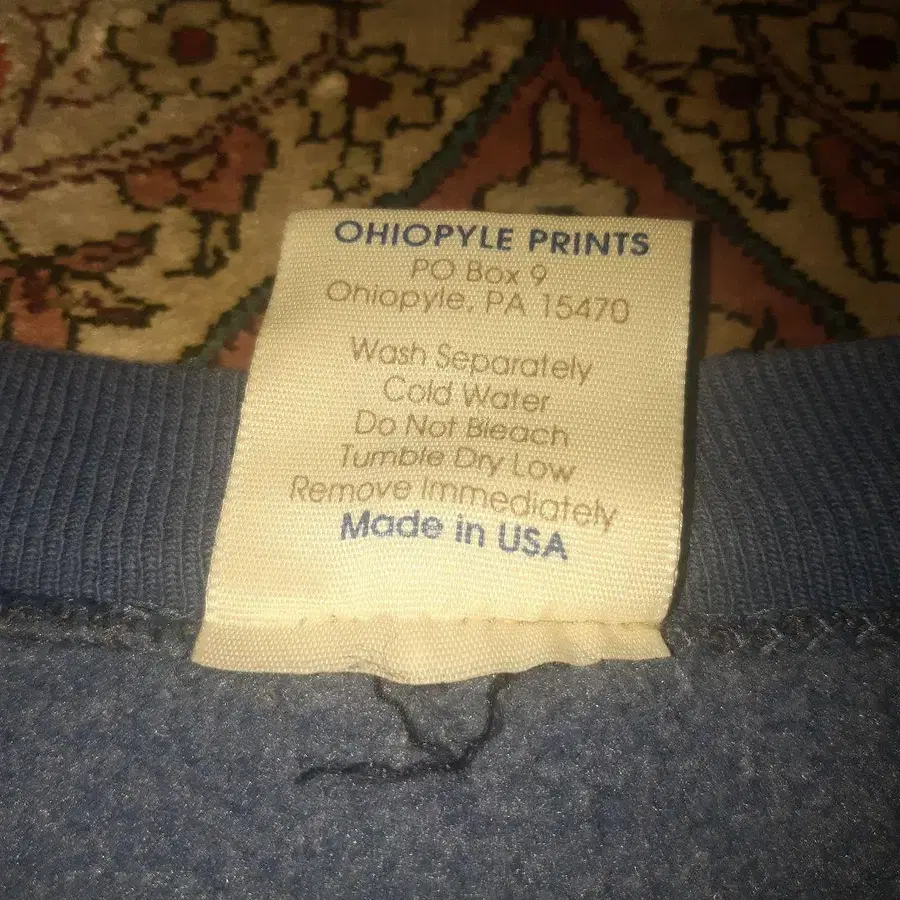 OHIOPYLE PRINTS
PO Box 9
Ohiopyle, PA 15470
Wash Separately
Cold Water
Do Not Bleach
Tumble Dry Low
Remove Immediately
Made in USA